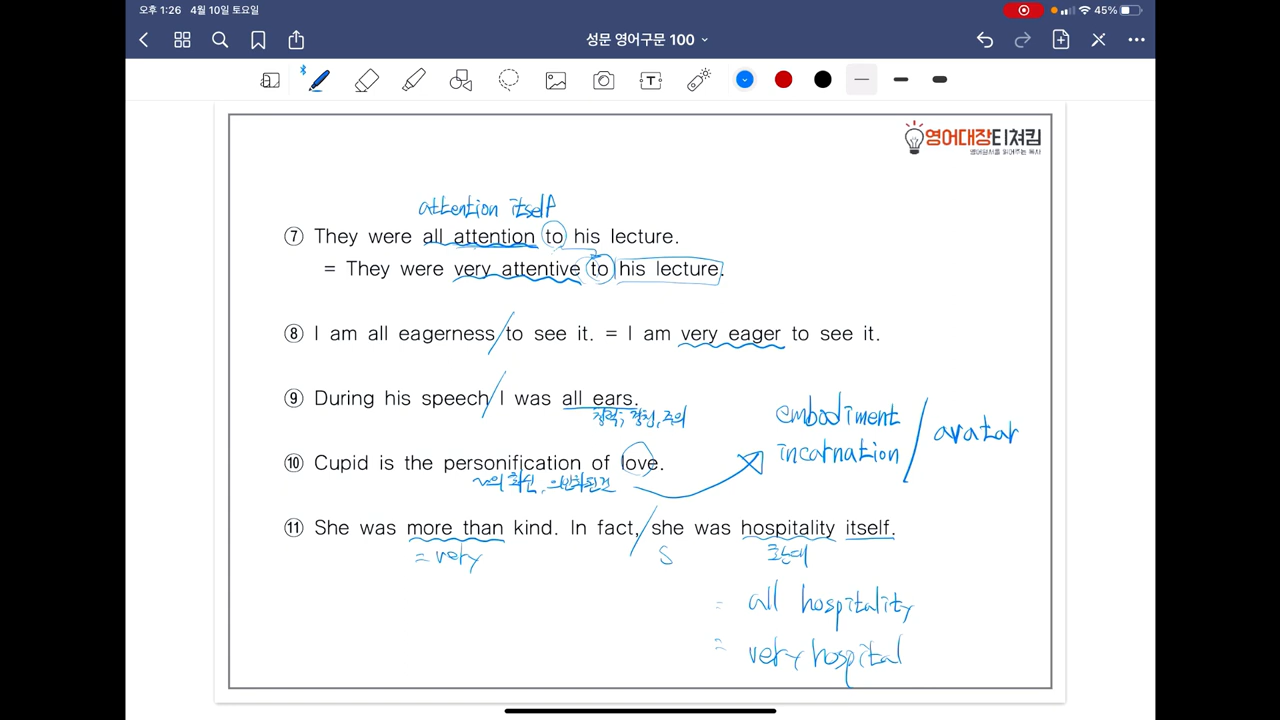 오후 1:26 4월 10일 토요일
45%
성문 영어구문 100
영어대장티쳐킴
attention itself
⑦ They were all attention to his lecture.
= They were very attentive to his lecture.
⑧ I am all eagerness / to see it. = I am very eager to see it.
⑨ During his speech / I was all ears.
청력; 경청, 주의
embodiment
incarnation / avatar
⑩ Cupid is the personification of love.
~의 화신, 의인화된것
⑪ She was more than kind. In fact, / she was hospitality itself.
= very S 환대
= all hospitality
= very hospital